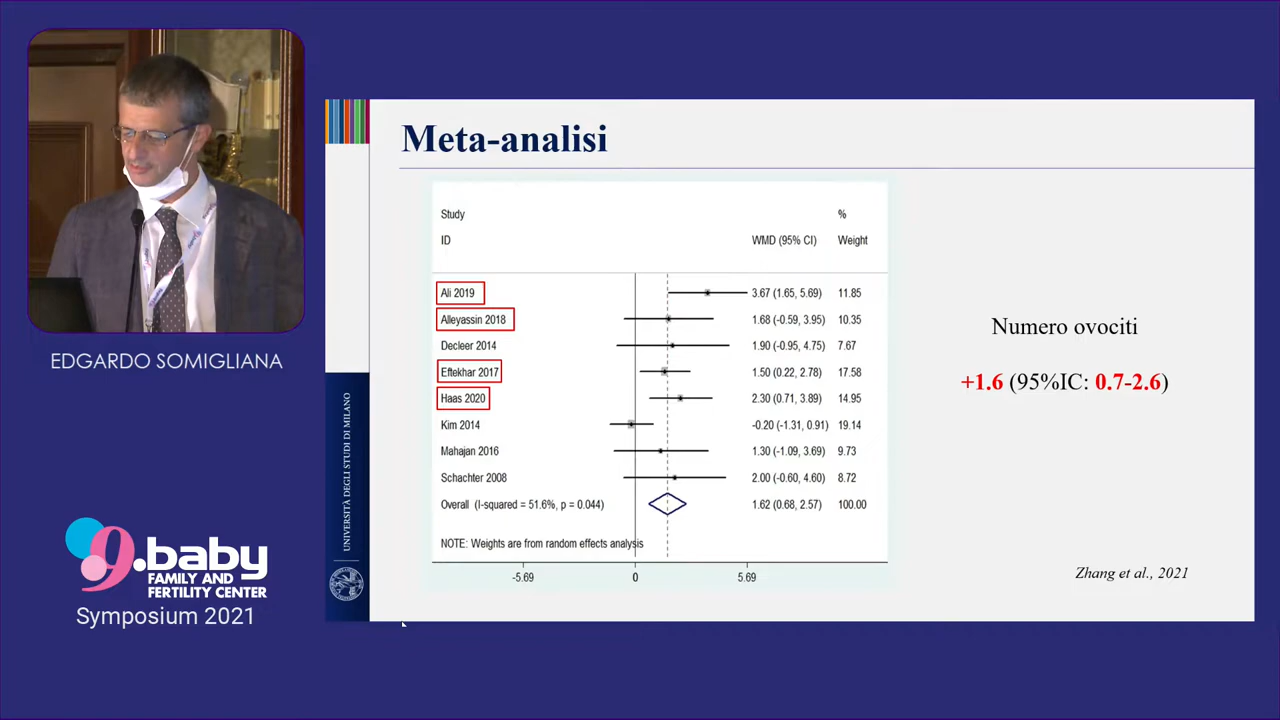 EDGARDO SOMIGLIANA
9.baby
FAMILY AND
FERTILITY CENTER
Symposium 2021
UNIVERSITÀ DEGLI STUDI DI MILANO
Meta-analisi
Study %
ID WMD (95% CI) Weight
Ali 2019 3.67 (1.65, 5.69) 11.85
Alleyassin 2018 1.68 (-0.59, 3.95) 10.35
Decleer 2014 1.90 (-0.95, 4.75) 7.67
Eftekhar 2017 1.50 (0.22, 2.78) 17.58
Haas 2020 2.30 (0.71, 3.89) 14.95
Kim 2014 -0.20 (-1.31, 0.91) 19.14
Mahajan 2016 1.30 (-1.09, 3.69) 9.73
Schachter 2008 2.00 (-0.60, 4.60) 8.72
Overall (I-squared = 51.6%, p = 0.044) 1.62 (0.68, 2.57) 100.00
NOTE: Weights are from random effects analysis
-5.69 0 5.69
Numero ovociti
+1.6 (95%IC: 0.7-2.6)
Zhang et al., 2021